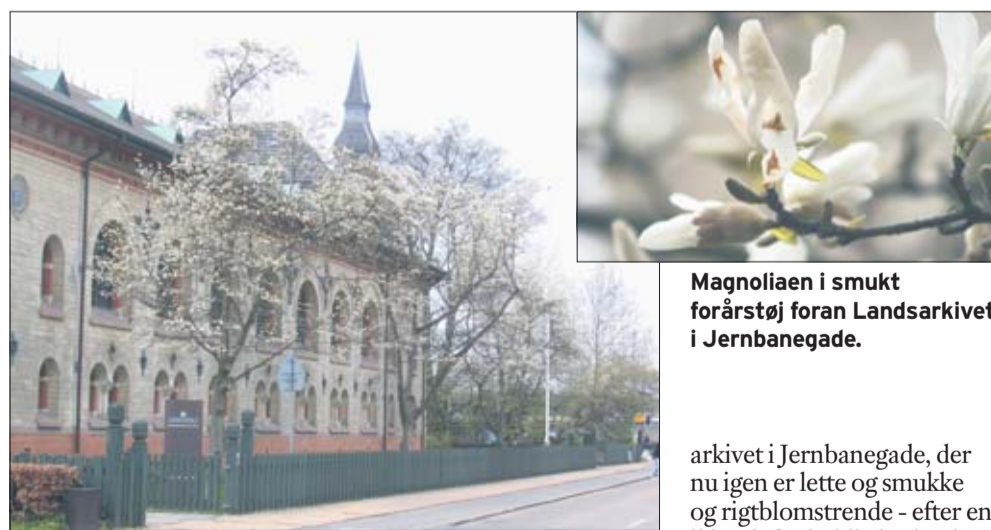 Magnoliaen i smukt
forårstøj foran Landsarkivet
i Jernbanegade.
arkivet i Jernbanegade, der
nu igen er lette og smukke
og rigtblomstrende - efter en